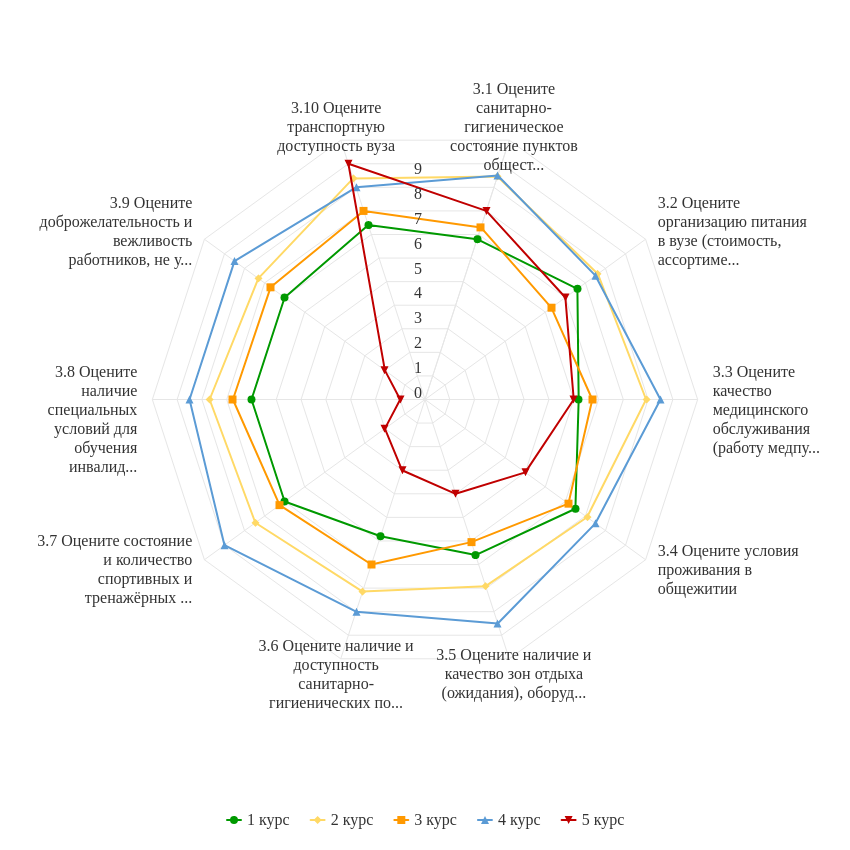 3.1 Оцените
санитарно-
гигиеническое
состояние пунктов
общест...
3.10 Оцените
транспортную
доступность вуза
3.2 Оцените
организацию питания
в вузе (стоимость,
ассортиме...
3.9 Оцените
доброжелательность и
вежливость
работников, не у...
9
8
7
6
5
4
3
2
1
0
3.3 Оцените
качество
медицинского
обслуживания
(работу медпу...
3.8 Оцените
наличие
специальных
условий для
обучения
инвалид...
3.4 Оцените условия
проживания в
общежитии
3.7 Оцените состояние
и количество
спортивных и
тренажёрных ...
3.5 Оцените наличие и
качество зон отдыха
(ожидания), оборуд...
3.6 Оцените наличие и
доступность
санитарно-
гигиенических по...
1 курс 2 курс 3 курс 4 курс 5 курс